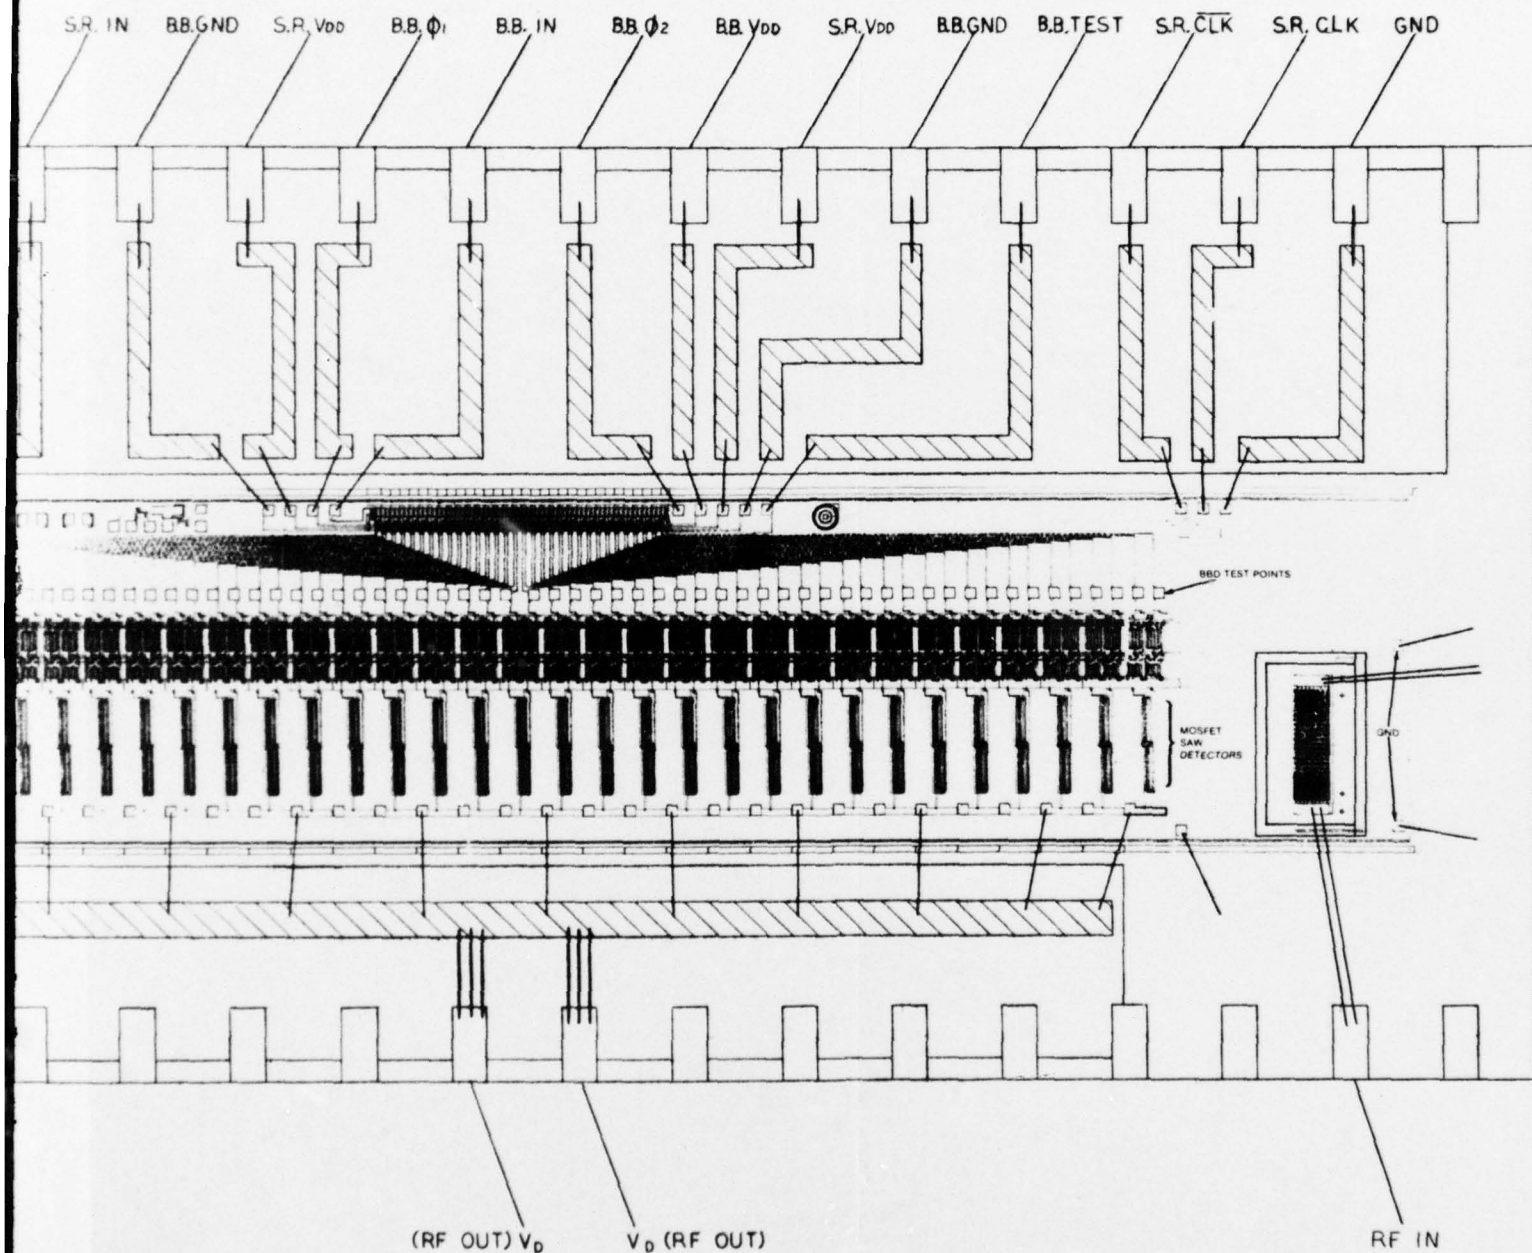 S.R. IN B.B.GND S.R. VDD B.B. ϕ1 B.B. IN B.B. ϕ2 B.B. VDD S.R. VDD B.B.GND B.B.TEST S.R. C̅L̅K̅ S.R. CLK GND
BBD TEST POINTS
MOSFET
SAW
DETECTORS
GND
(RF OUT) VD VD (RF OUT) RF IN